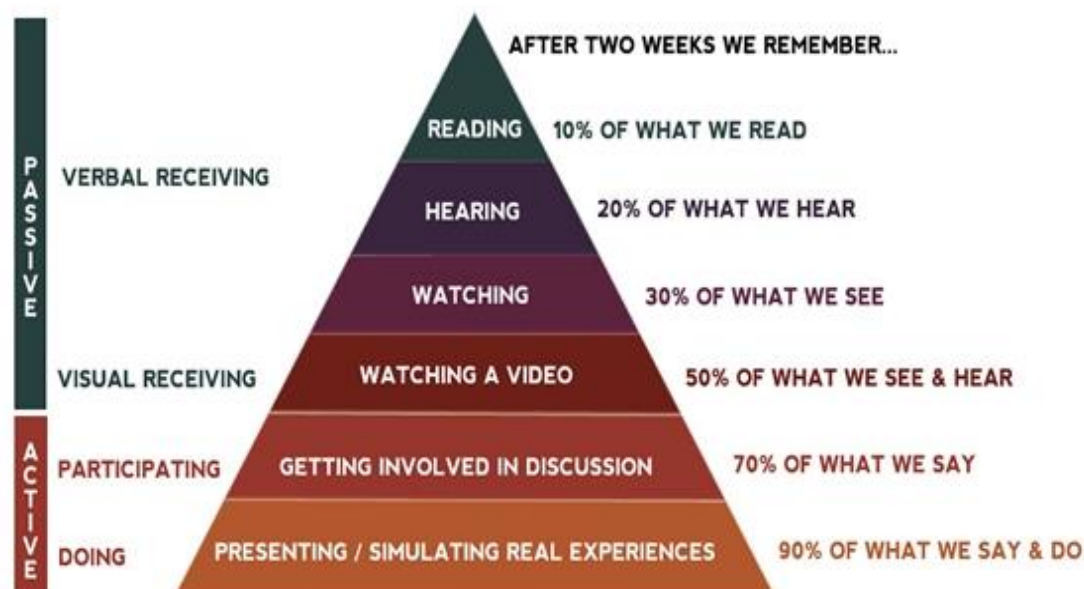 AFTER TWO WEEKS WE REMEMBER...
READING
10% OF WHAT WE READ
PASSIVE
VERBAL RECEIVING
HEARING
20% OF WHAT WE HEAR
WATCHING
30% OF WHAT WE SEE
VISUAL RECEIVING
WATCHING A VIDEO
50% OF WHAT WE SEE & HEAR
ACTIVE
PARTICIPATING
GETTING INVOLVED IN DISCUSSION
70% OF WHAT WE SAY
DOING
PRESENTING / SIMULATING REAL EXPERIENCES
90% OF WHAT WE SAY & DO